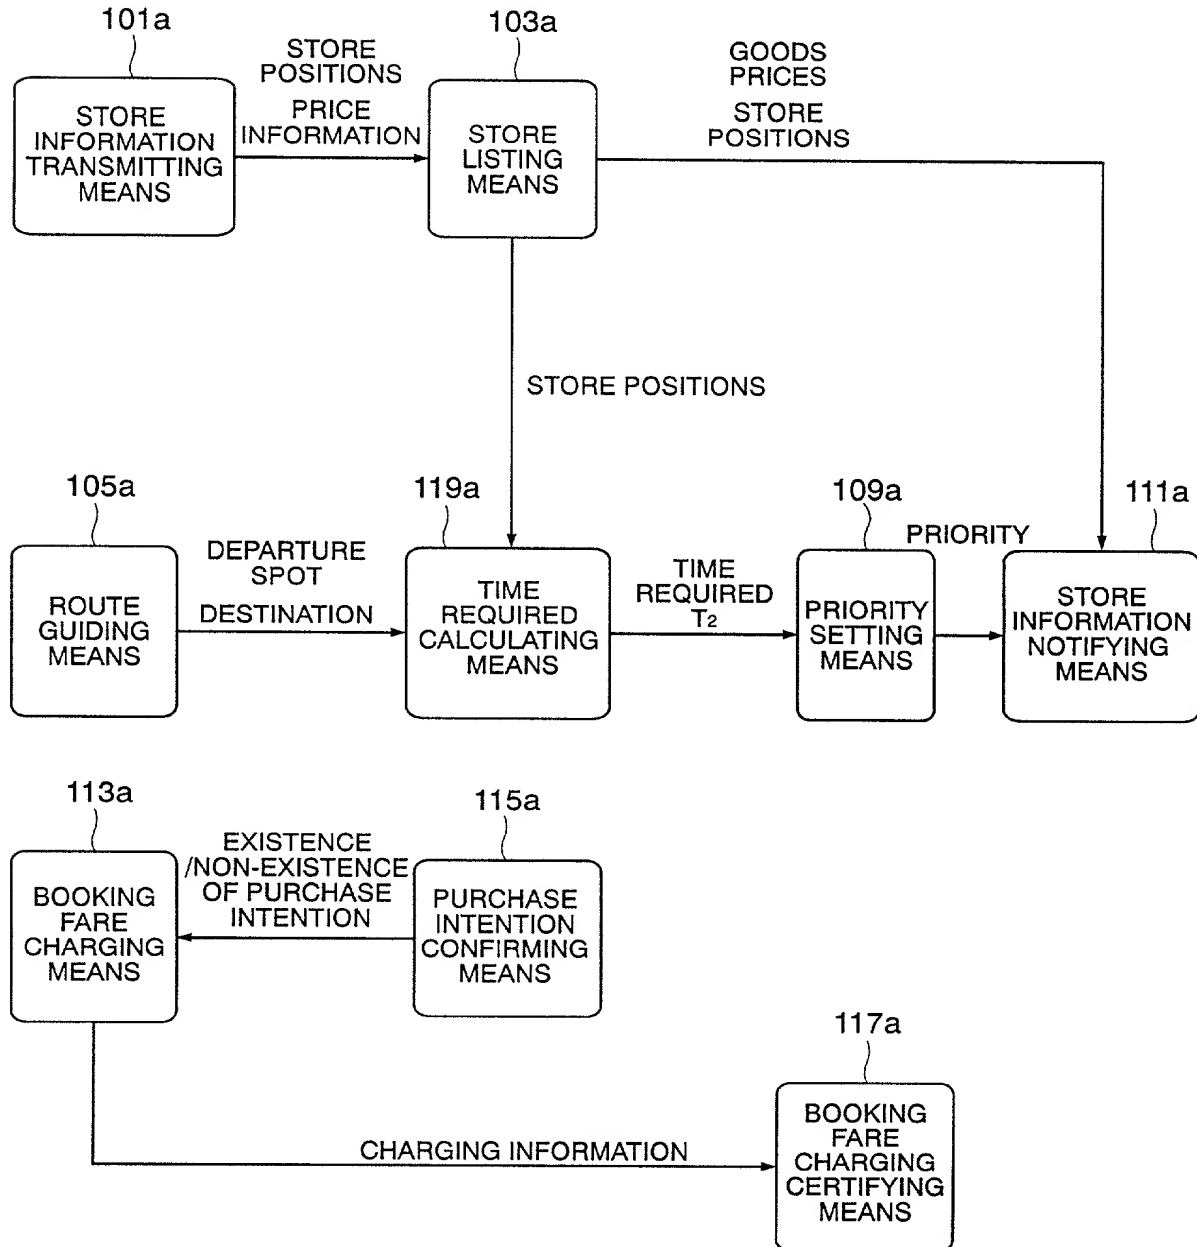 101a
103a
STORE
POSITIONS
PRICE
INFORMATION
GOODS
PRICES
STORE
POSITIONS
STORE
INFORMATION
TRANSMITTING
MEANS
STORE
LISTING
MEANS
STORE POSITIONS
105a
119a
109a
111a
DEPARTURE
SPOT
DESTINATION
TIME
REQUIRED
T2
PRIORITY
ROUTE
GUIDING
MEANS
TIME
REQUIRED
CALCULATING
MEANS
PRIORITY
SETTING
MEANS
STORE
INFORMATION
NOTIFYING
MEANS
113a
115a
EXISTENCE
/NON-EXISTENCE
OF PURCHASE
INTENTION
BOOKING
FARE
CHARGING
MEANS
PURCHASE
INTENTION
CONFIRMING
MEANS
117a
CHARGING INFORMATION
BOOKING
FARE
CHARGING
CERTIFYING
MEANS